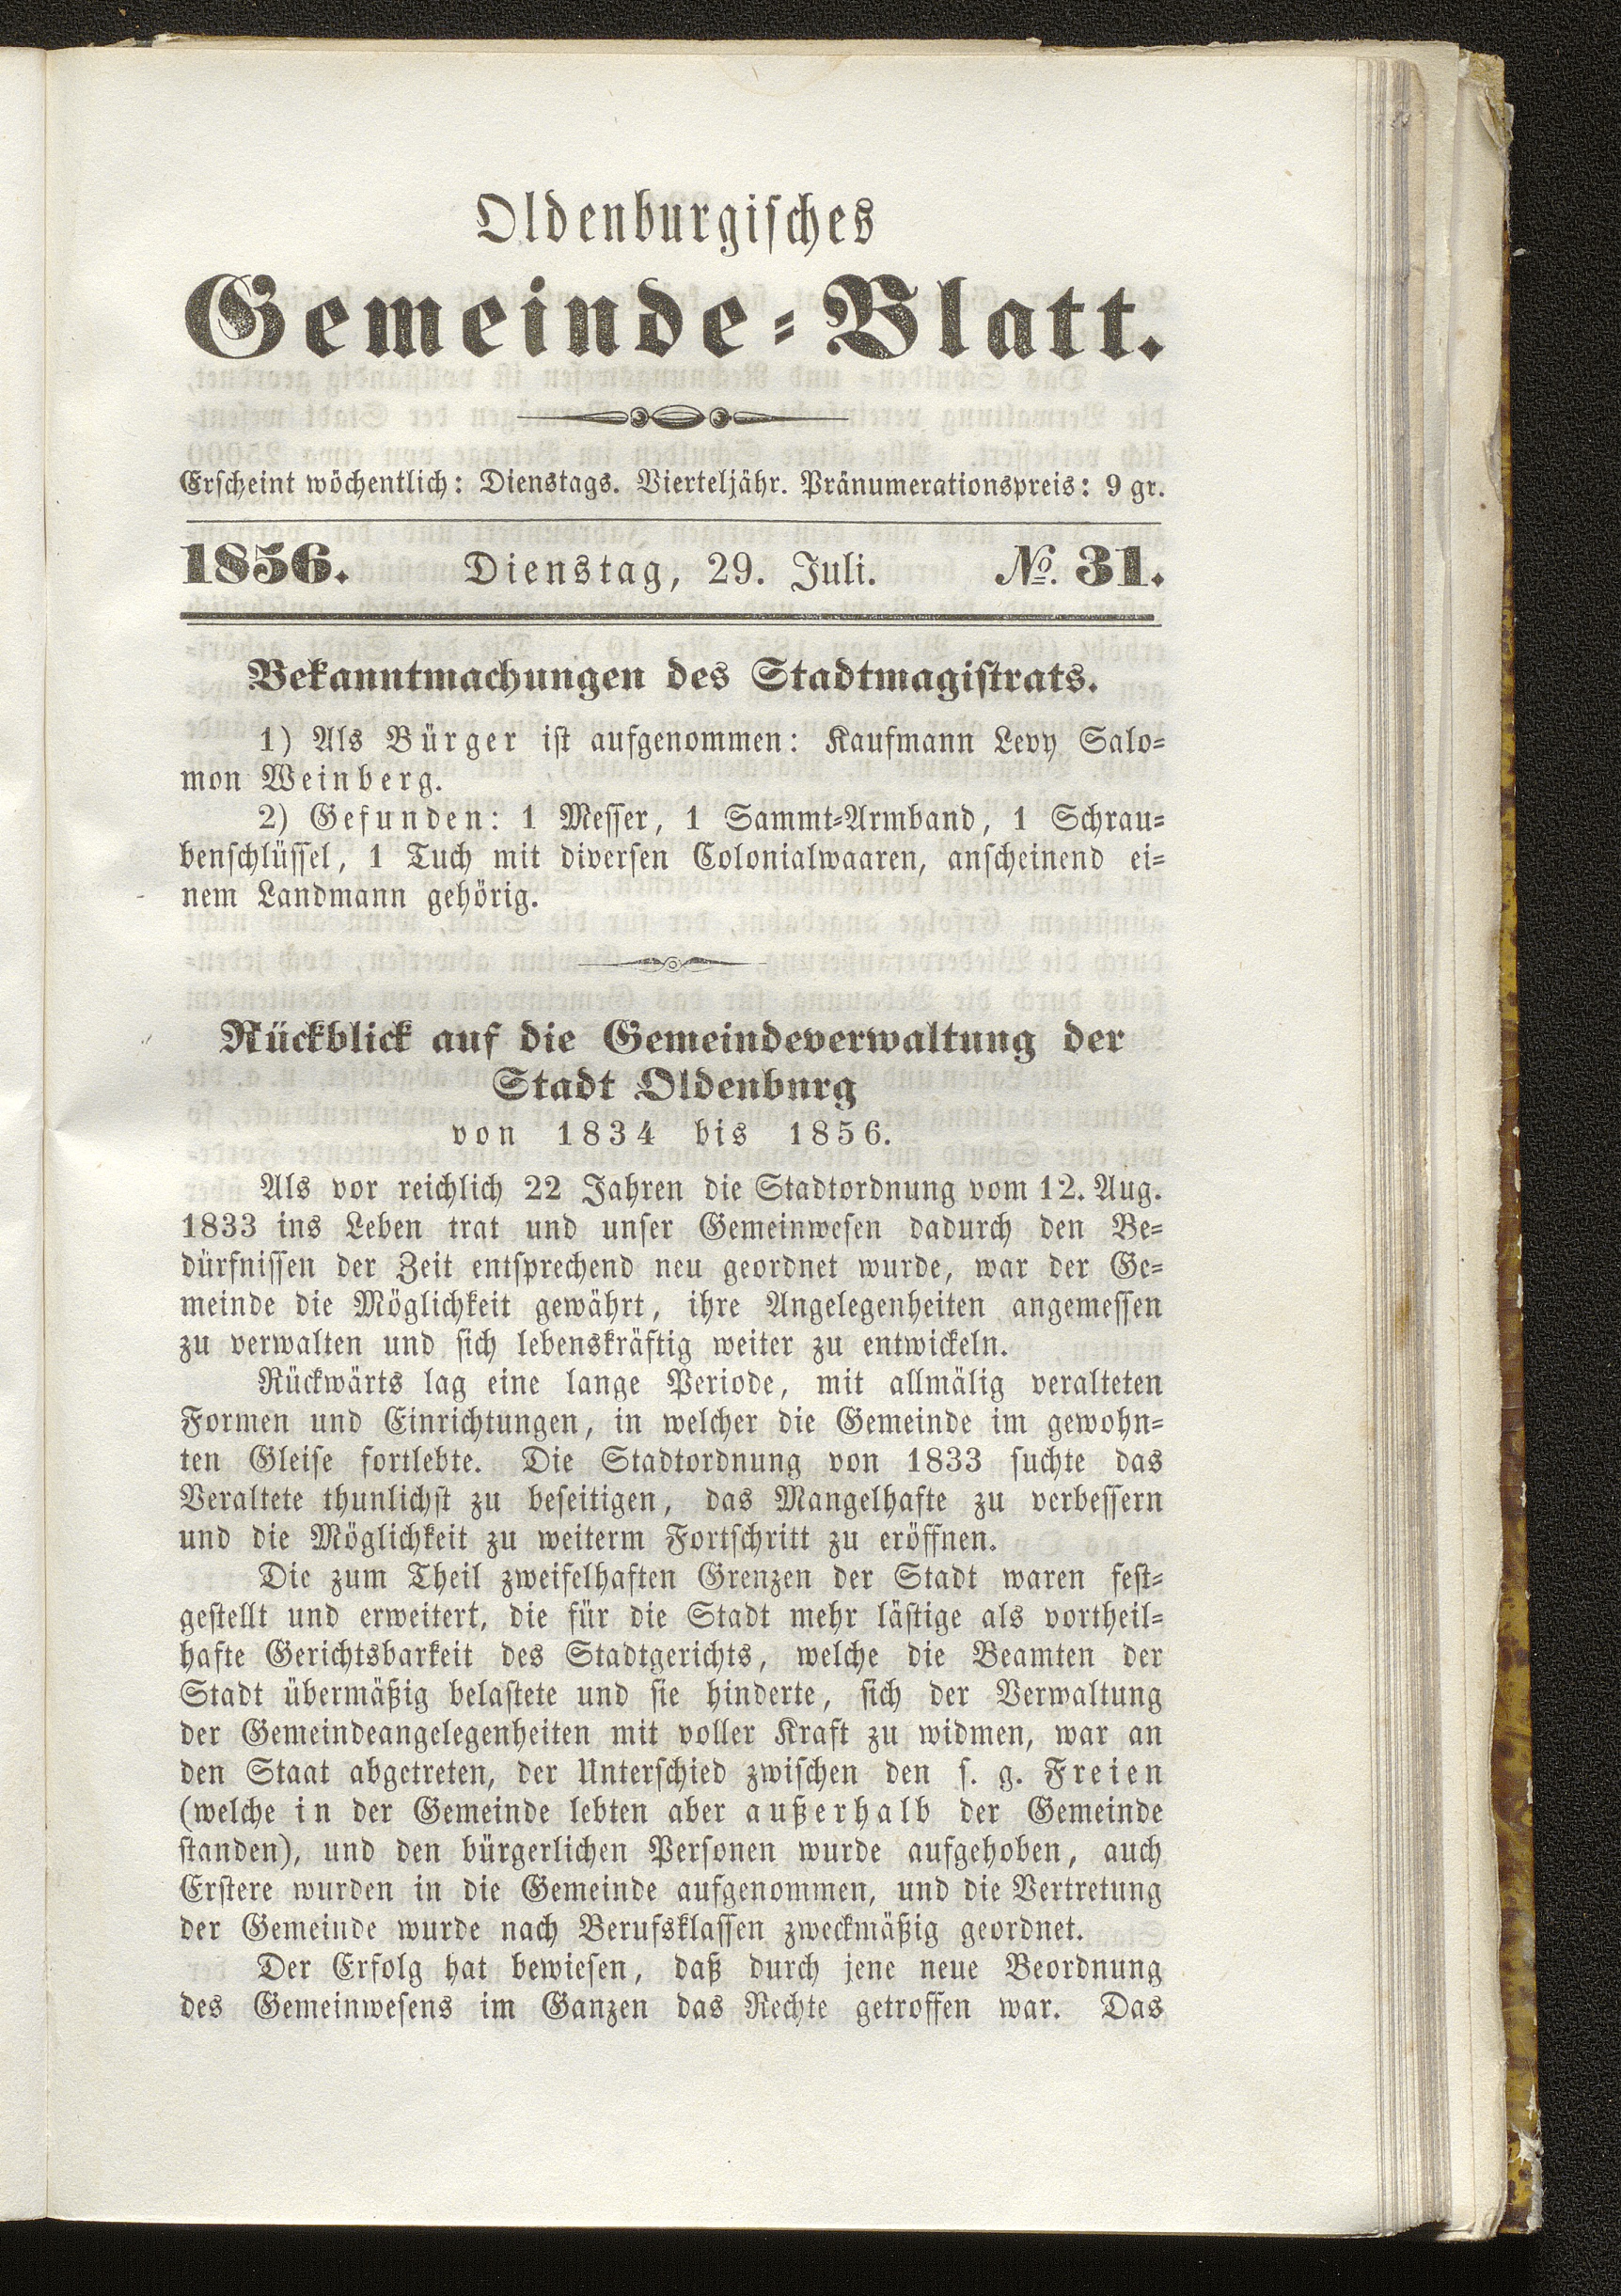 Oldenburgisches
Gemeinde-Blatt.
Erscheint wöchentlich: Dienstags. Vierteljähr. Pränumerationspreis: 9 gr.
1856. Dienstag, 29. Juli. №. 31.
Bekanntmachungen des Stadtmagistrats.
1) Als Bürger ist aufgenommen: Kaufmann Levy Salo-
mon Weinberg.
2) Gefunden: 1 Messer, 1 Sammt-Armband, 1 Schrau-
benschlüssel, 1 Tuch mit diversen Colonialwaaren, anscheinend ei-
nem Landmann gehörig.
Rückblick auf die Gemeindeverwaltung der
Stadt Oldenburg
von 1834 bis 1856.
Als vor reichlich 22 Jahren die Stadtordnung vom 12. Aug.
1833 ins Leben trat und unser Gemeinwesen dadurch den Be-
dürfnissen der Zeit entsprechend neu geordnet wurde, war der Ge-
meinde die Möglichkeit gewährt, ihre Angelegenheiten angemessen
zu verwalten und sich lebenskräftig weiter zu entwickeln.
Rückwärts lag eine lange Periode, mit allmälig veralteten
Formen und Einrichtungen, in welcher die Gemeinde im gewohn-
ten Gleise fortlebte. Die Stadtordnung von 1833 suchte das
Veraltete thunlichst zu beseitigen, das Mangelhafte zu verbessern
und die Möglichkeit zu weiterm Fortschritt zu eröffnen.
Die zum Theil zweifelhaften Grenzen der Stadt waren fest-
gestellt und erweitert, die für die Stadt mehr lästige als vortheil-
hafte Gerichtsbarkeit des Stadtgerichts, welche die Beamten der
Stadt übermäßig belastete und sie hinderte, sich der Verwaltung
der Gemeindeangelegenheiten mit voller Kraft zu widmen, war an
den Staat abgetreten, der Unterschied zwischen den s. g. Freien
(welche in der Gemeinde lebten aber außerhalb der Gemeinde
standen), und den bürgerlichen Personen wurde aufgehoben, auch
Erstere wurden in die Gemeinde aufgenommen, und die Vertretung
der Gemeinde wurde nach Berufsklassen zweckmäßig geordnet.
Der Erfolg hat bewiesen, daß durch jene neue Beordnung
des Gemeinwesens im Ganzen das Rechte getroffen war. Das